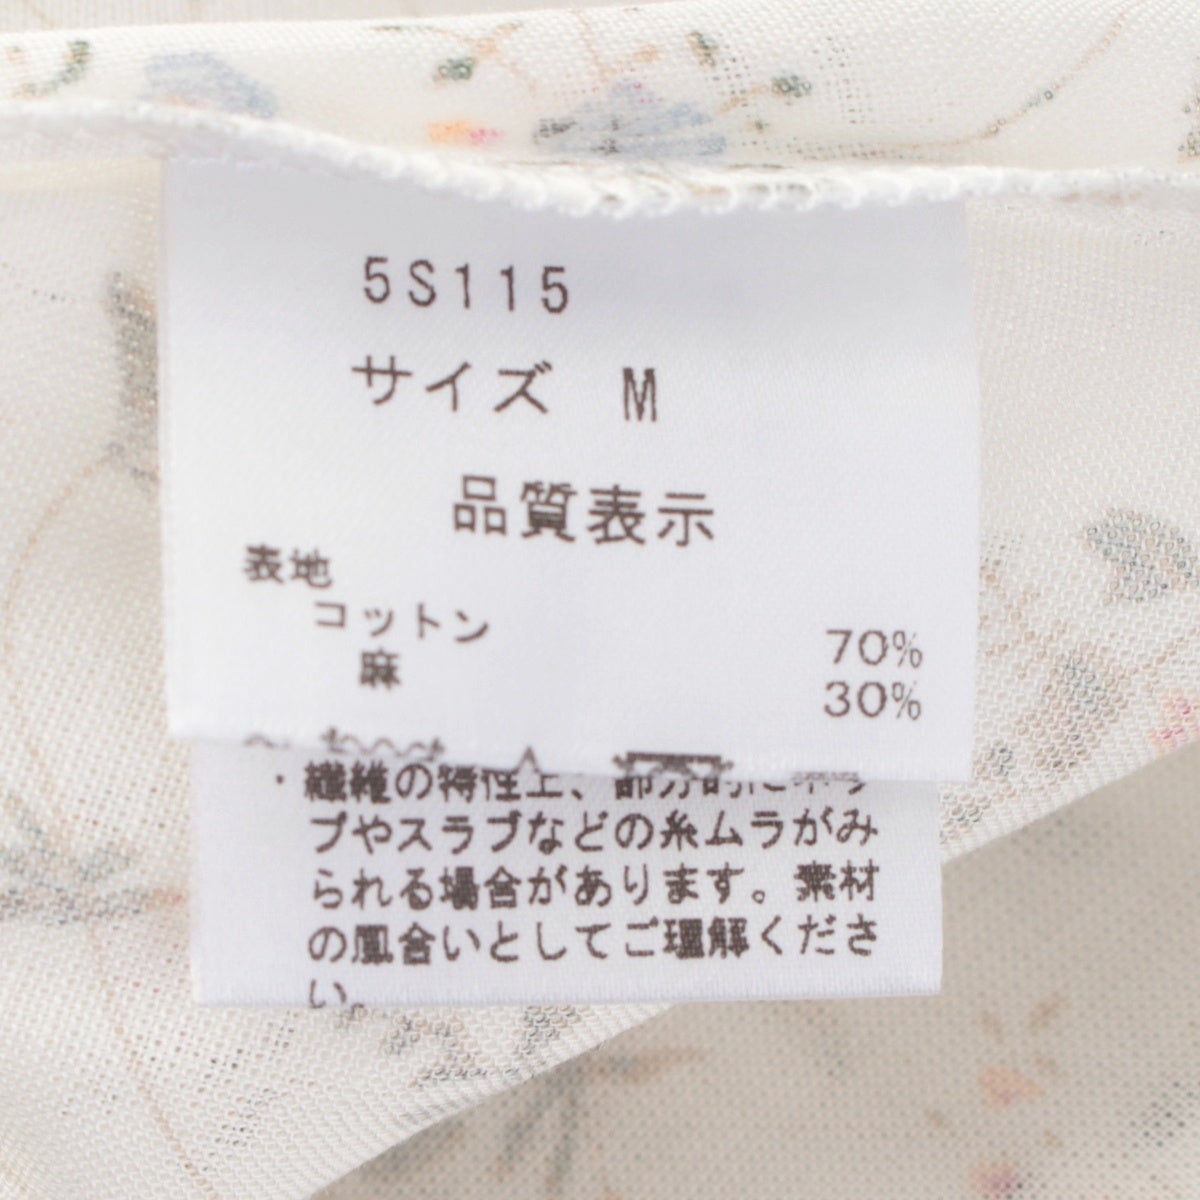 5S115
サイズ M
品質表示
表地
コットン 70%
麻 30%
・繊維の特性上、部分的にネッ
プやスラブなどの糸ムラがみ
られる場合があります。素材
の風合いとしてご理解くださ
い。